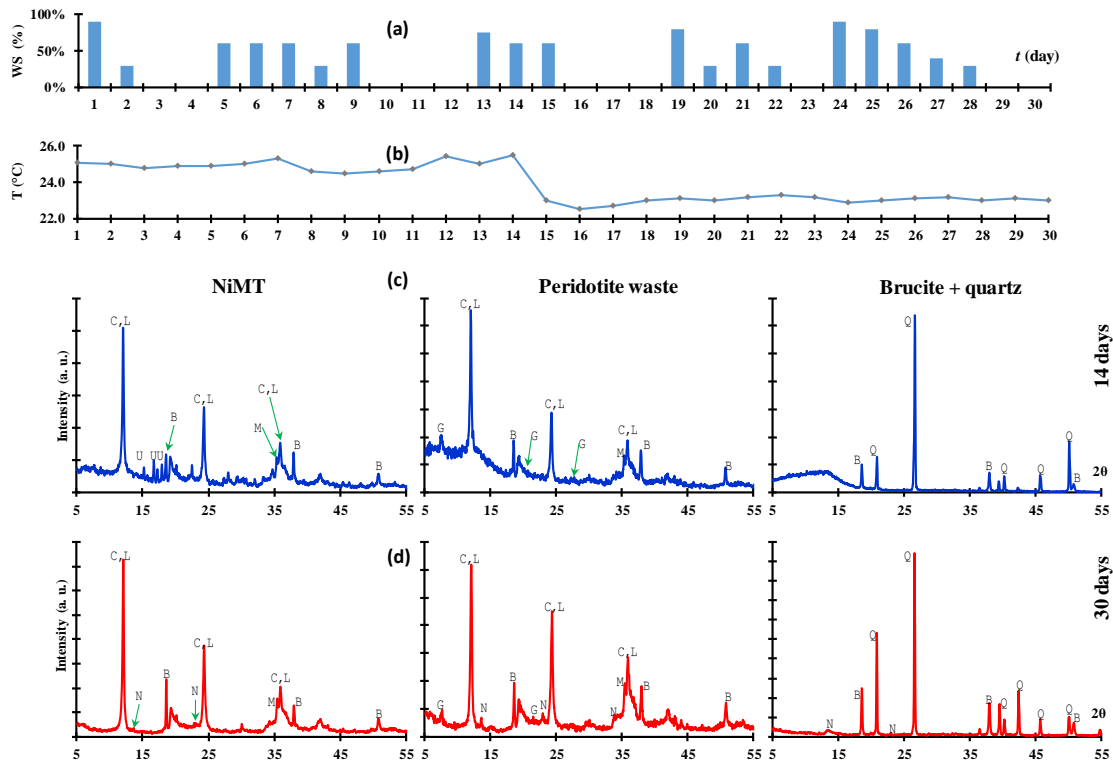 (a)
WS (%)
100%
50%
0%
t (day)
1 2 3 4 5 6 7 8 9 10 11 12 13 14 15 16 17 18 19 20 21 22 23 24 25 26 27 28 29 30
(b)
T (°C)
26.0
24.0
22.0
1 2 3 4 5 6 7 8 9 10 11 12 13 14 15 16 17 18 19 20 21 22 23 24 25 26 27 28 29 30
NiMT (c) Peridotite waste Brucite + quartz
Intensity (a. u.)
C,L U UU B C,L M C,L B B
5 15 25 35 45 55
C,L G B G C,L G C,L M B B
5 15 25 35 45 55
Q B Q B Q Q Q B 2θ
5 15 25 35 45 55
14 days
(d)
Intensity (a. u.)
C,L N B N C,L M C,L B B
5 15 25 35 45 55
C,L G N B G N C,L N M C,L B B
5 15 25 35 45 55
Q N B Q N B Q Q Q Q B 2θ
5 15 25 35 45 55
30 days